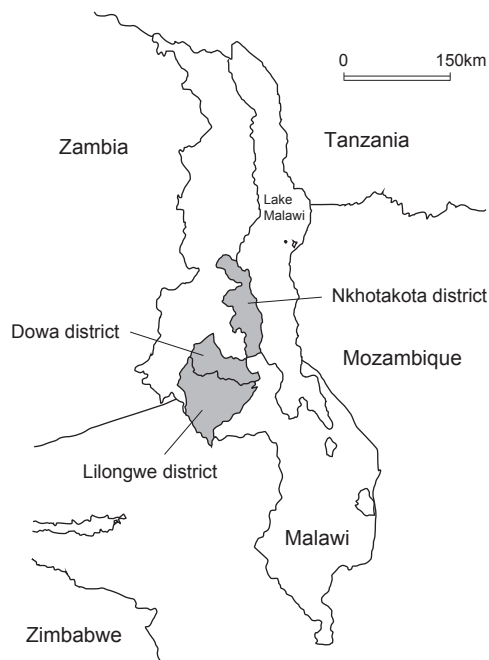 0 150km
Zambia
Tanzania
Lake
Malawi
Nkhotakota district
Dowa district
Mozambique
Lilongwe district
Malawi
Zimbabwe